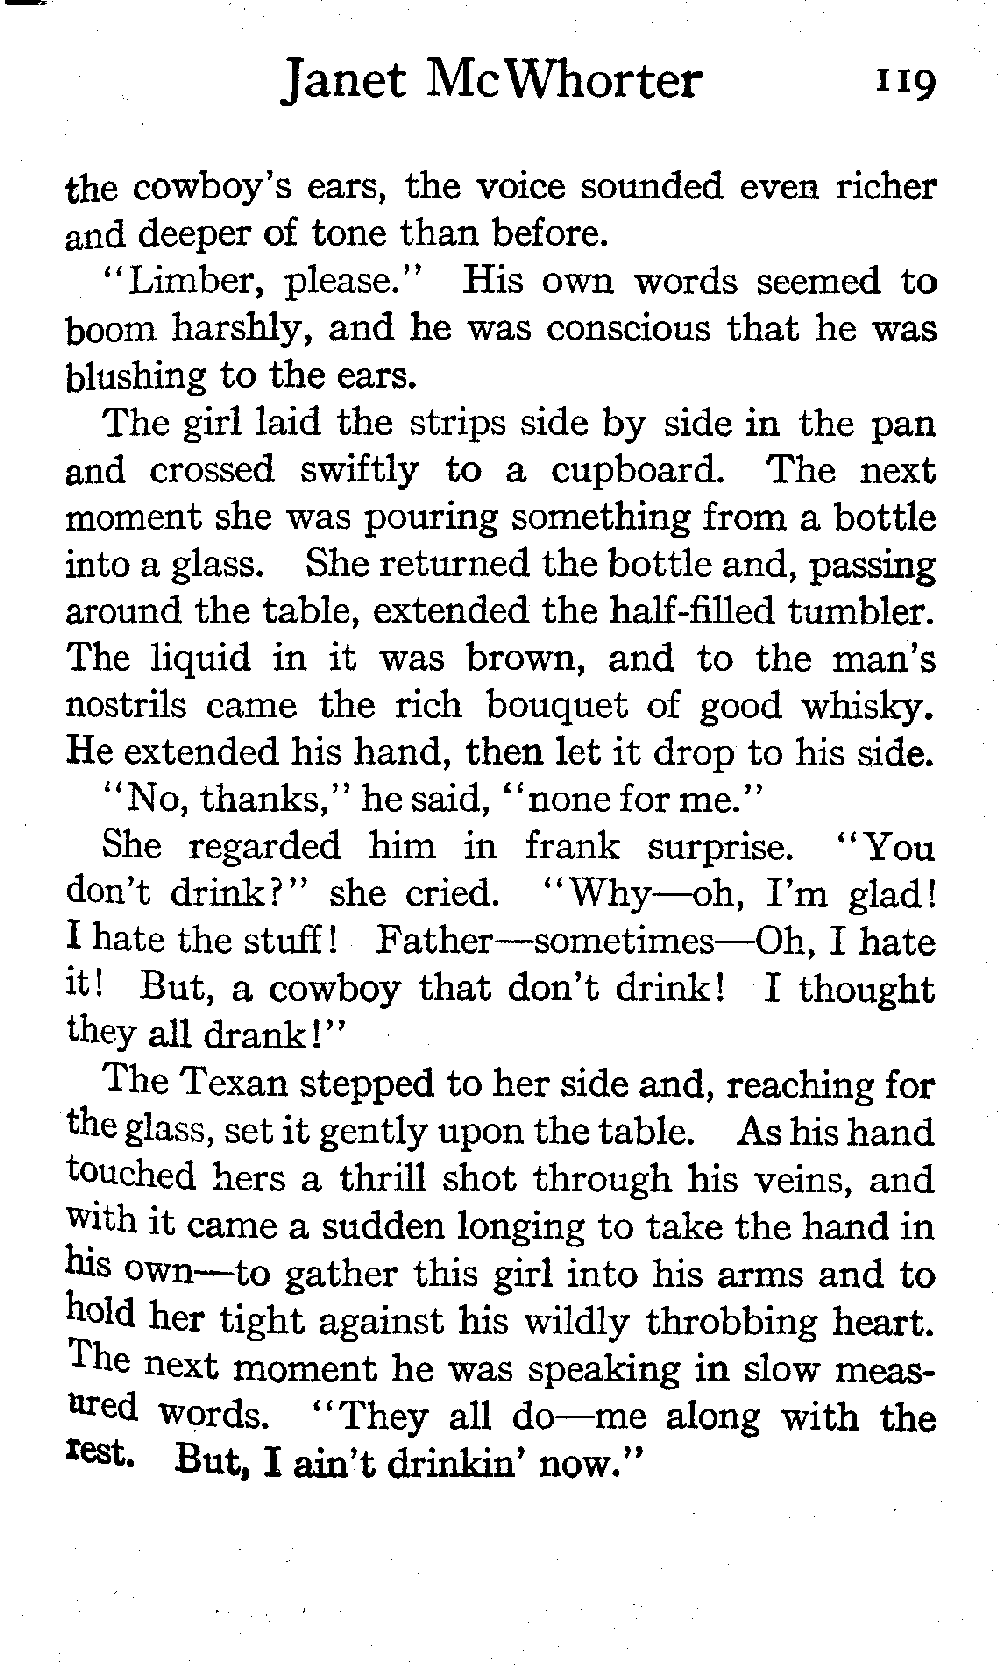 Janet McWhorter 119
the cowboy's ears, the voice sounded even richer
and deeper of tone than before.
"Limber, please." His own words seemed to
boom harshly, and he was conscious that he was
blushing to the ears.
The girl laid the strips side by side in the pan
and crossed swiftly to a cupboard. The next
moment she was pouring something from a bottle
into a glass. She returned the bottle and, passing
around the table, extended the half-filled tumbler.
The liquid in it was brown, and to the man's
nostrils came the rich bouquet of good whisky.
He extended his hand, then let it drop to his side.
"No, thanks," he said, "none for me."
She regarded him in frank surprise. "You
don't drink?" she cried. "Why—oh, I'm glad!
I hate the stuff! Father—sometimes—Oh, I hate
it! But, a cowboy that don't drink! I thought
they all drank!"
The Texan stepped to her side and, reaching for
the glass, set it gently upon the table. As his hand
touched hers a thrill shot through his veins, and
with it came a sudden longing to take the hand in
his own—to gather this girl into his arms and to
hold her tight against his wildly throbbing heart.
The next moment he was speaking in slow meas-
ured words. "They all do—me along with the
rest. But, I ain't drinkin' now."